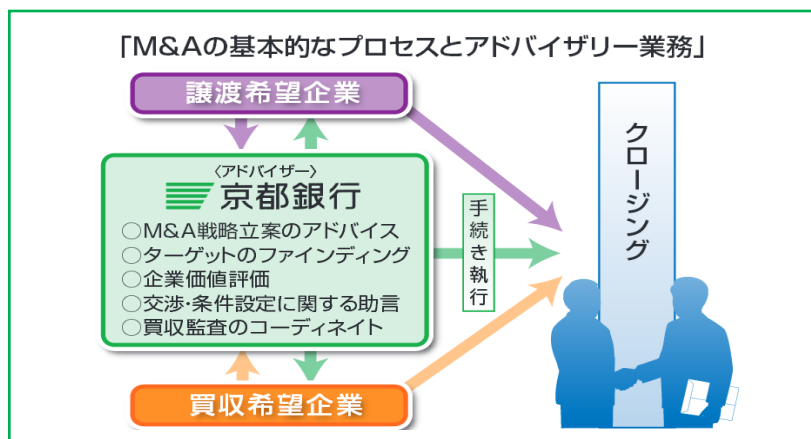 「M&Aの基本的なプロセスとアドバイザリー業務」
譲渡希望企業
〈アドバイザー〉
京都銀行
○M&A戦略立案のアドバイス
○ターゲットのファインディング
○企業価値評価
○交渉・条件設定に関する助言
○買収監査のコーディネイト
手続き執行
クロージング
買収希望企業